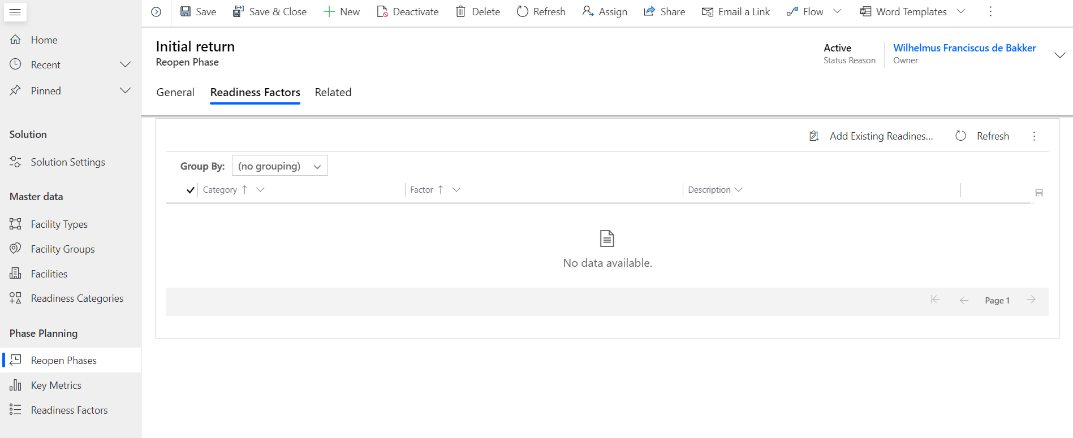 Save Save & Close New Deactivate Delete Refresh Assign Share Email a Link Flow Word Templates
Home
Recent
Pinned
Solution
Solution Settings
Master data
Facility Types
Facility Groups
Facilities
Readiness Categories
Phase Planning
Reopen Phases
Key Metrics
Readiness Factors
Initial return
Reopen Phase
Active
Status Reason
Wilhelmus Franciscus de Bakker
Owner
General Readiness Factors Related
Add Existing Readines... Refresh
Group By: (no grouping)
Category Factor Description
No data available.
Page 1